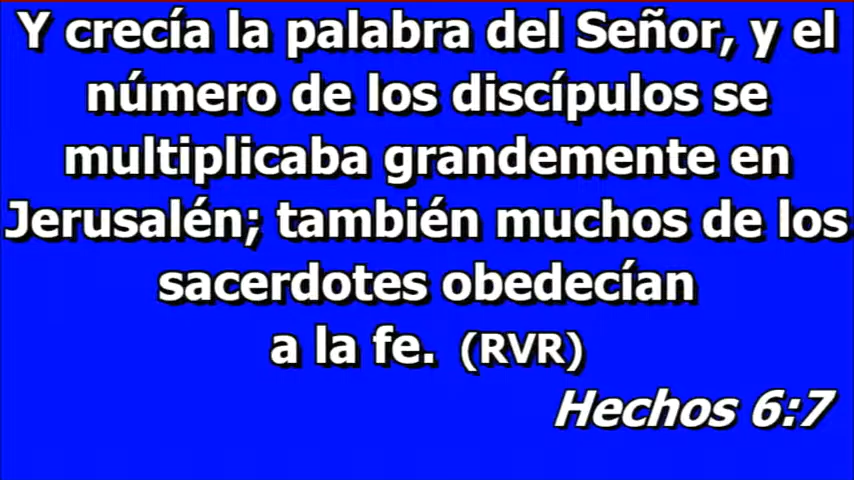 Y crecía la palabra del Señor, y el
número de los discípulos se
multiplicaba grandemente en
Jerusalén; también muchos de los
sacerdotes obedecían
a la fe. (RVR)
Hechos 6:7